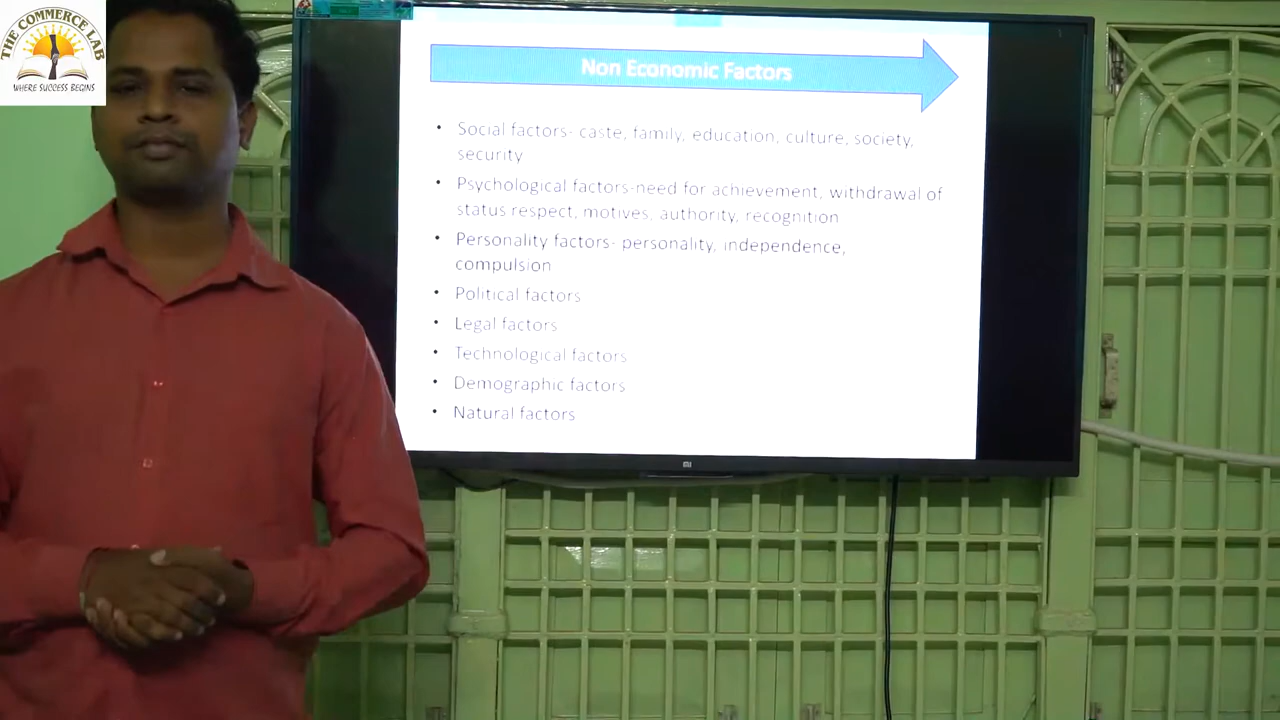 THE COMMERCE LAB
WHERE SUCCESS BEGINS
Non Economic Factors
• Social factors- caste, family, education, culture, society,
security
• Psychological factors-need for achievement, withdrawal of
status respect, motives, authority, recognition
• Personality factors- personality, independence,
compulsion
• Political factors
• Legal factors
• Technological factors
• Demographic factors
• Natural factors
mi